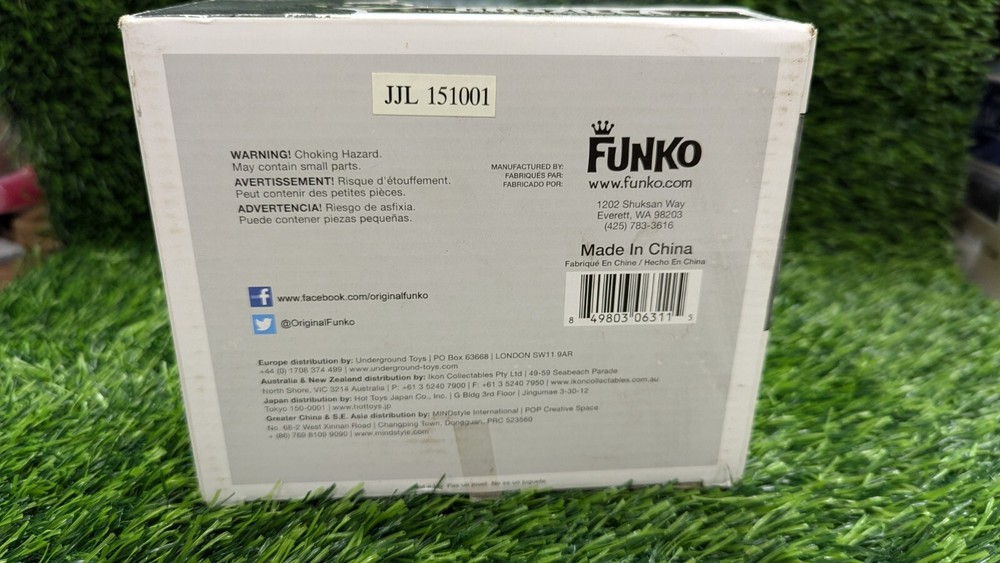 JJL 151001
WARNING! Choking Hazard.
May contain small parts.
AVERTISSEMENT! Risque d'étouffement.
Peut contenir des petites pièces.
ADVERTENCIA! Riesgo de asfixia.
Puede contener piezas pequeñas.
MANUFACTURED BY:
FABRIQUÉS PAR:
FABRICADO POR:
FUNKO
www.funko.com
1202 Shuksan Way
Everett, WA 98203
(425) 783-3616
Made In China
Fabriqué En Chine / Hecho En China
8 49803 06311 5
www.facebook.com/originalfunko
@OriginalFunko
Europe distribution by: Underground Toys | PO Box 63668 | LONDON SW11 9AR
+44 (0) 1706 374 499 | www.underground-toys.com
Australia & New Zealand distribution by: Ikon Collectables Pty Ltd | 49-59 Seabeach Parade
North Shore, VIC 3214 Australia | P: +61 3 5240 7900 | F: +61 3 5240 7950 | www.ikoncollectables.com.au
Japan distribution by: Hot Toys Japan Co., Inc. | G Bldg 3rd Floor | Jingumae 3-30-12
Tokyo 150-0001 | www.hottoys.jp
Greater China & S.E. Asia distribution by: MINDstyle International | POP Creative Space
No. 68-2 West Xinnan Road | Changping Town, Dongguan, PRC 523560
+ (86) 769 8109 9090 | www.mindstyle.com
No es un juguete